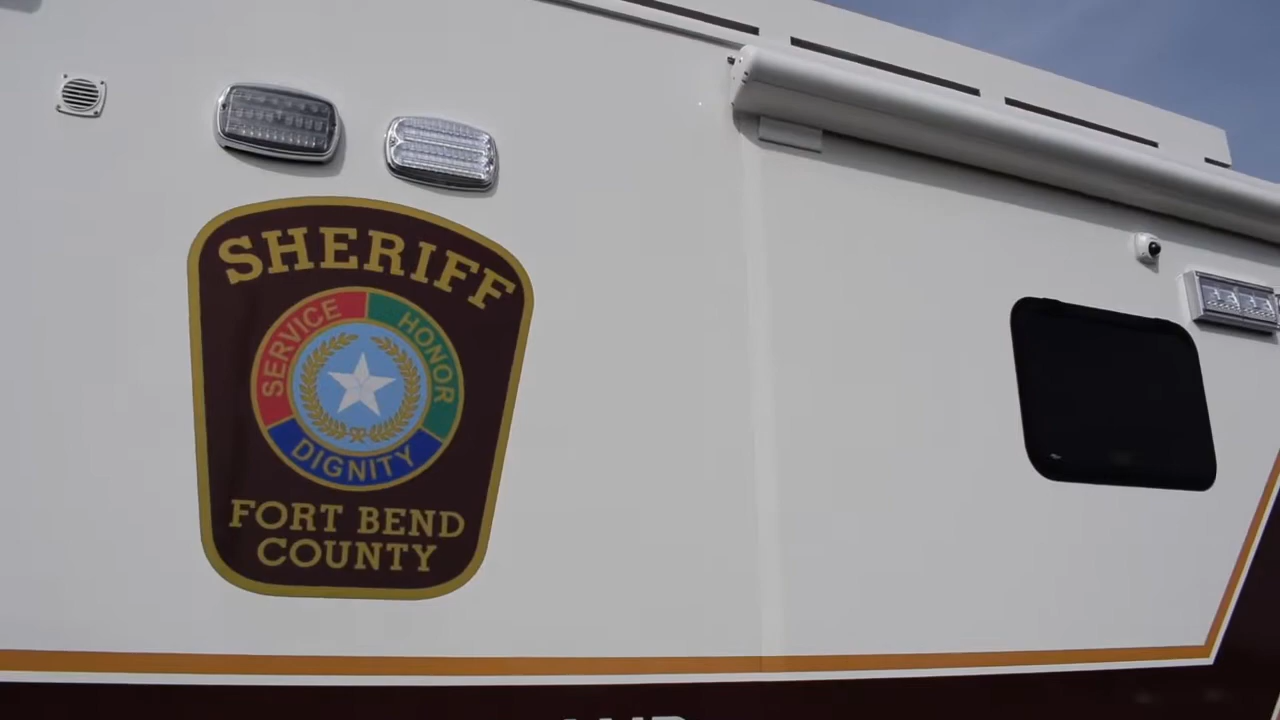 SHERIFF
SERVICE
HONOR
DIGNITY
FORT BEND
COUNTY